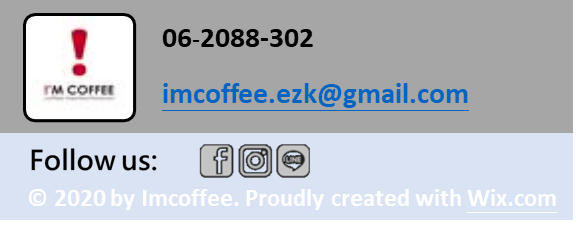 06-2088-302
I'M COFFEE
imcoffee.ezk@gmail.com
Follow us:
LINE
© 2020 by Imcoffee. Proudly created with Wix.com